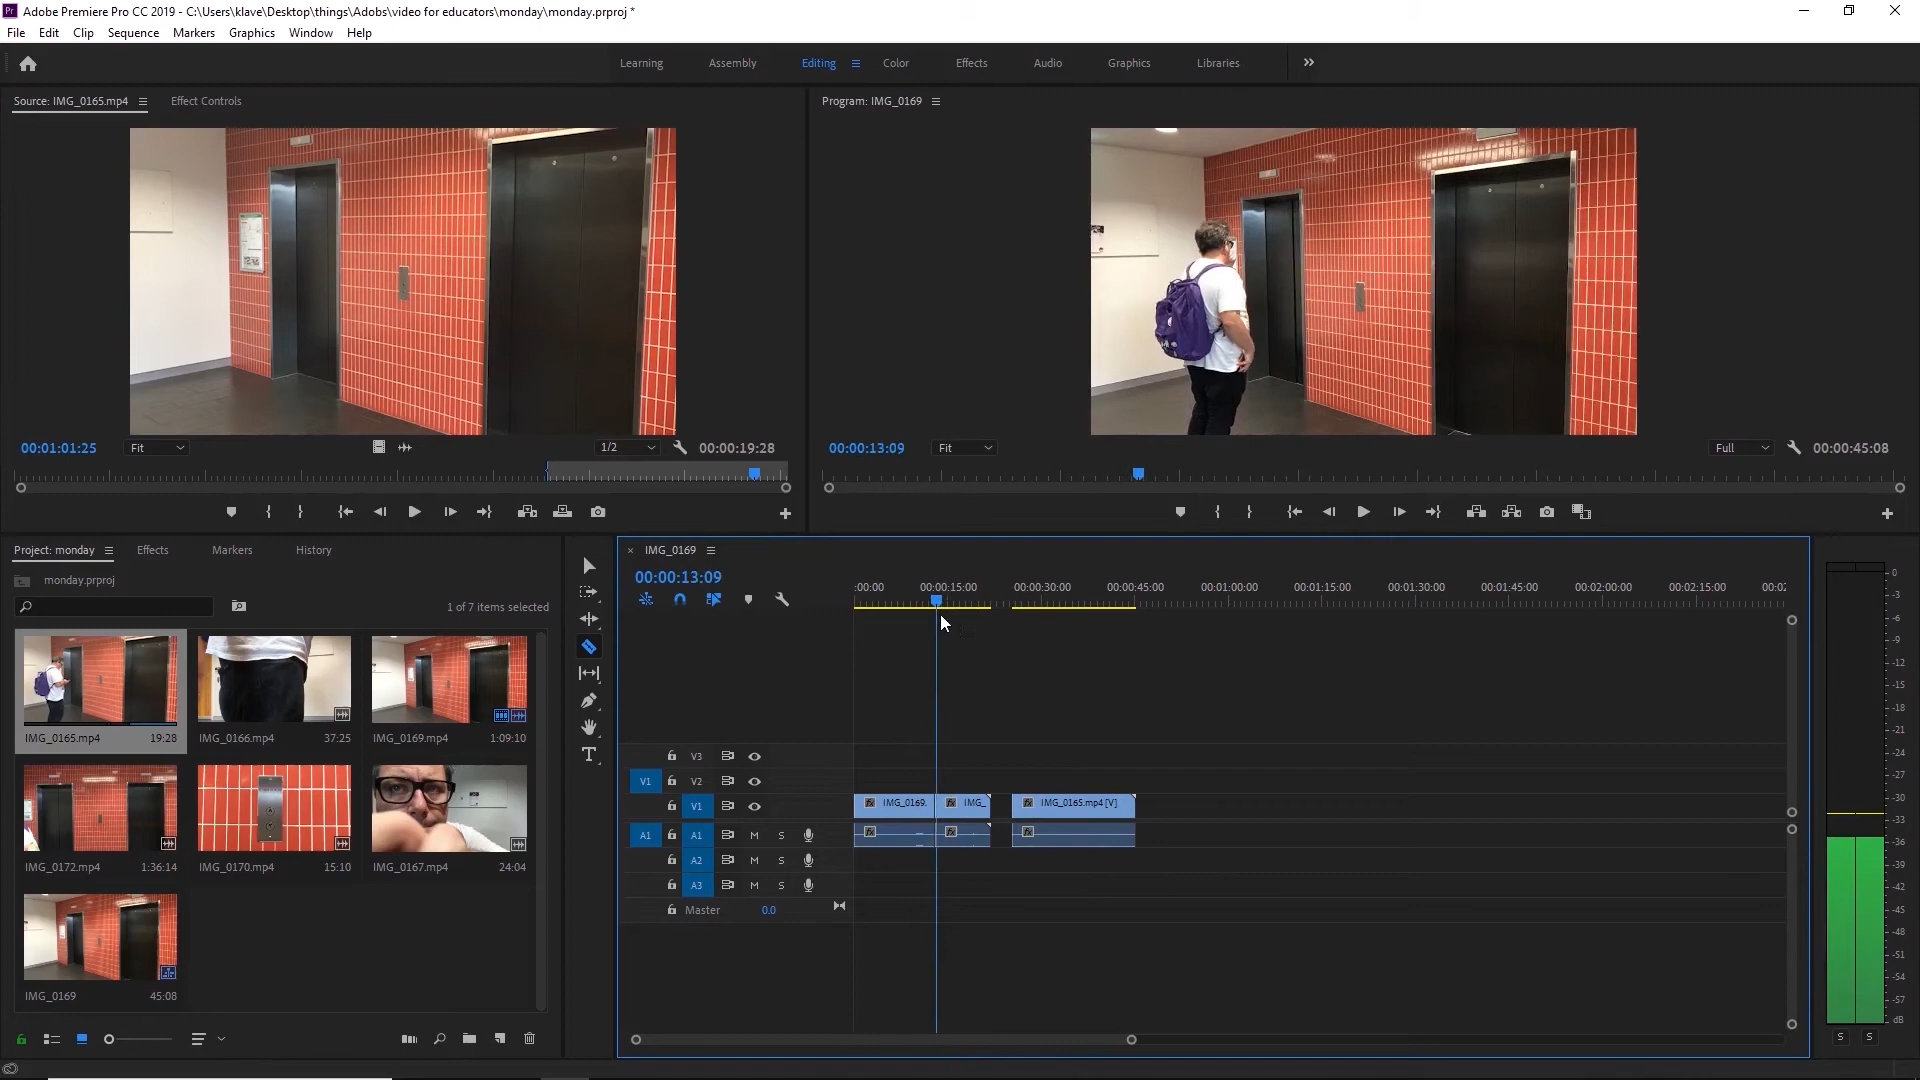 Pr Adobe Premiere Pro CC 2019 - C:\Users\klave\Desktop\things\Adobs\video for educators\monday\monday.prproj *
File Edit Clip Sequence Markers Graphics Window Help
Learning Assembly Editing Color Effects Audio Graphics Libraries
Source: IMG_0165.mp4 Effect Controls
Program: IMG_0169
00:01:01:25 Fit 1/2 00:00:19:28
00:00:13:09 Fit Full 00:00:45:08
Project: monday Effects Markers History
monday.prproj
1 of 7 items selected
IMG_0165.mp4 19:28
IMG_0166.mp4 37:25
IMG_0169.mp4 1:09:10
IMG_0172.mp4 1:36:14
IMG_0170.mp4 15:10
IMG_0167.mp4 24:04
IMG_0169 45:08
T
× IMG_0169
00:00:13:09
:00:00 00:00:15:00 00:00:30:00 00:00:45:00 00:01:00:00 00:01:15:00 00:01:30:00 00:01:45:00 00:02:00:00 00:02:15:00 00:02:
V3
V1 V2
V1 fx IMG_0169. fx IMG_ fx IMG_0165.mp4 [V]
A1 A1 M S fx fx fx
A2 M S
A3 M S
Master 0.0
0
-3
-6
-9
-12
-15
-18
-21
-24
-27
-30
-33
-36
-39
-42
-45
-48
-51
-54
-57
dB
S S